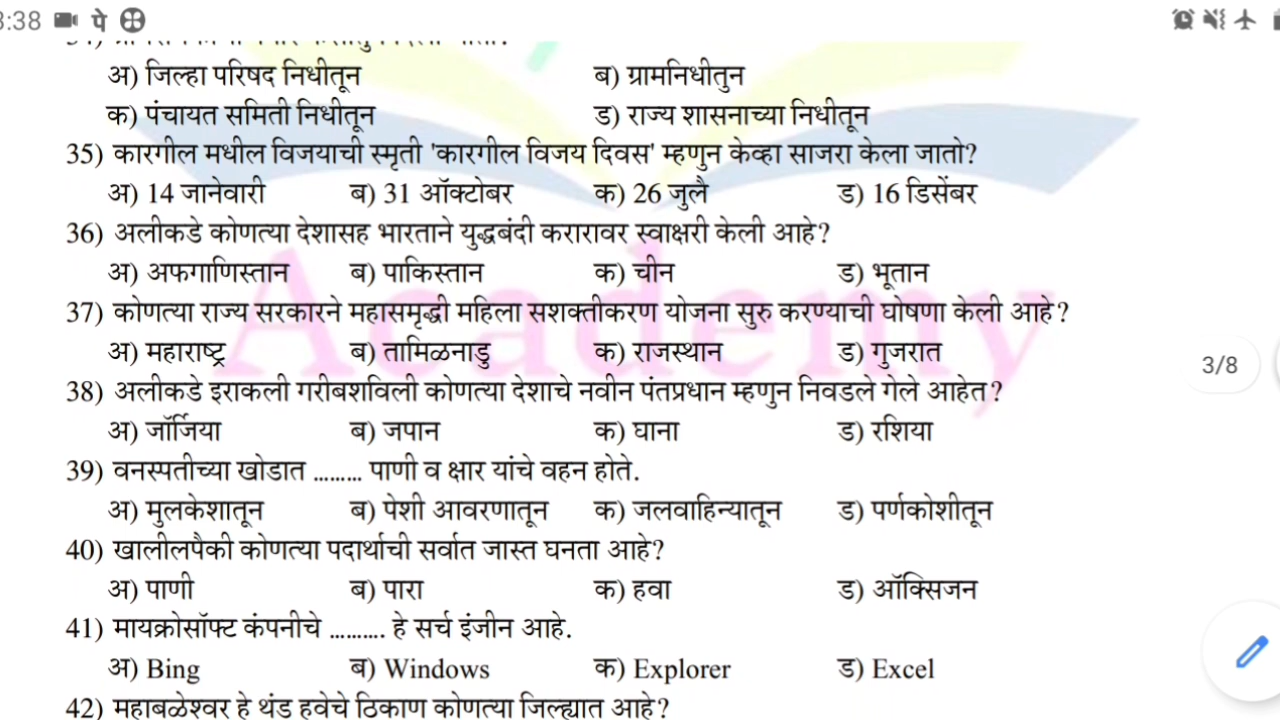 3:38
अ) जिल्हा परिषद निधीतून ब) ग्रामनिधीतुन
क) पंचायत समिती निधीतून ड) राज्य शासनाच्या निधीतून
35) कारगील मधील विजयाची स्मृती 'कारगील विजय दिवस' म्हणुन केव्हा साजरा केला जातो?
अ) 14 जानेवारी ब) 31 ऑक्टोबर क) 26 जुलै ड) 16 डिसेंबर
36) अलीकडे कोणत्या देशासह भारताने युद्धबंदी करारावर स्वाक्षरी केली आहे?
अ) अफगाणिस्तान ब) पाकिस्तान क) चीन ड) भूतान
37) कोणत्या राज्य सरकारने महासमृद्धी महिला सशक्तीकरण योजना सुरु करण्याची घोषणा केली आहे?
अ) महाराष्ट्र ब) तामिळनाडु क) राजस्थान ड) गुजरात
3/8
38) अलीकडे इराकली गरीबशविली कोणत्या देशाचे नवीन पंतप्रधान म्हणुन निवडले गेले आहेत?
अ) जॉर्जिया ब) जपान क) घाना ड) रशिया
39) वनस्पतीच्या खोडात ........ पाणी व क्षार यांचे वहन होते.
अ) मुलकेशातून ब) पेशी आवरणातून क) जलवाहिन्यातून ड) पर्णकोशीतून
40) खालीलपैकी कोणत्या पदार्थाची सर्वात जास्त घनता आहे?
अ) पाणी ब) पारा क) हवा ड) ऑक्सिजन
41) मायक्रोसॉफ्ट कंपनीचे .......... हे सर्च इंजीन आहे.
अ) Bing ब) Windows क) Explorer ड) Excel
42) महाबळेश्वर हे थंड हवेचे ठिकाण कोणत्या जिल्ह्यात आहे?
Academy